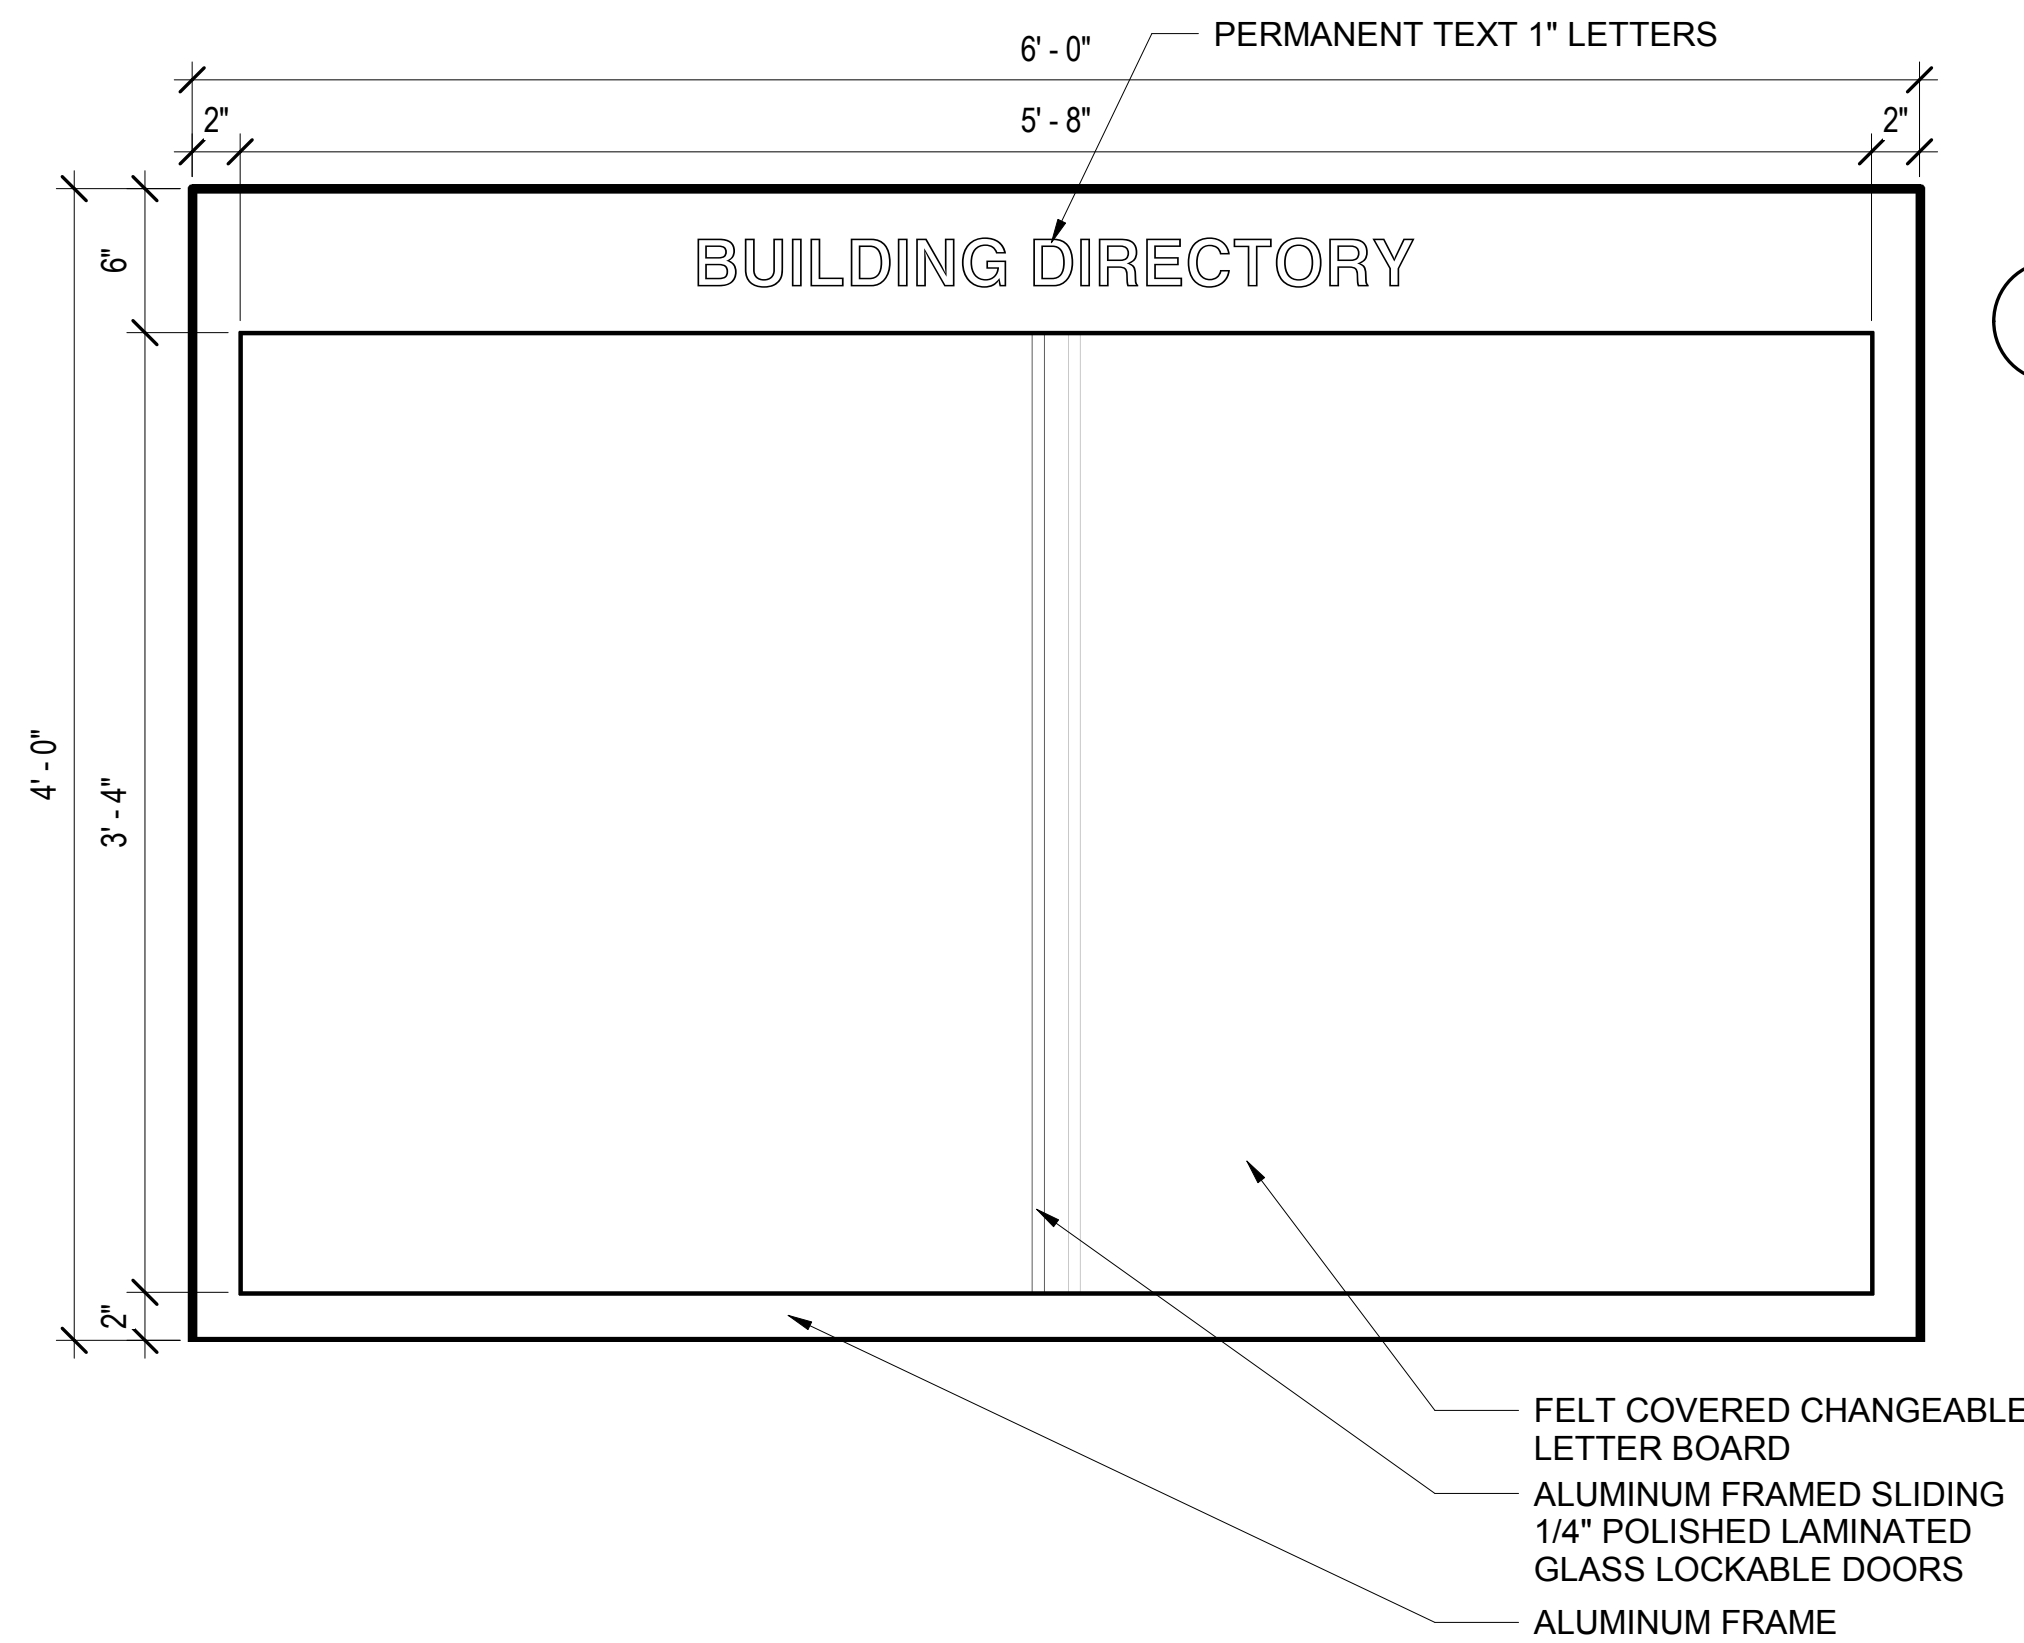 PERMANENT TEXT 1" LETTERS
6' - 0"
2"
5' - 8"
2"
6"
BUILDING DIRECTORY
4' - 0"
3' - 4"
2"
FELT COVERED CHANGEABLE
LETTER BOARD
ALUMINUM FRAMED SLIDING
1/4" POLISHED LAMINATED
GLASS LOCKABLE DOORS
ALUMINUM FRAME